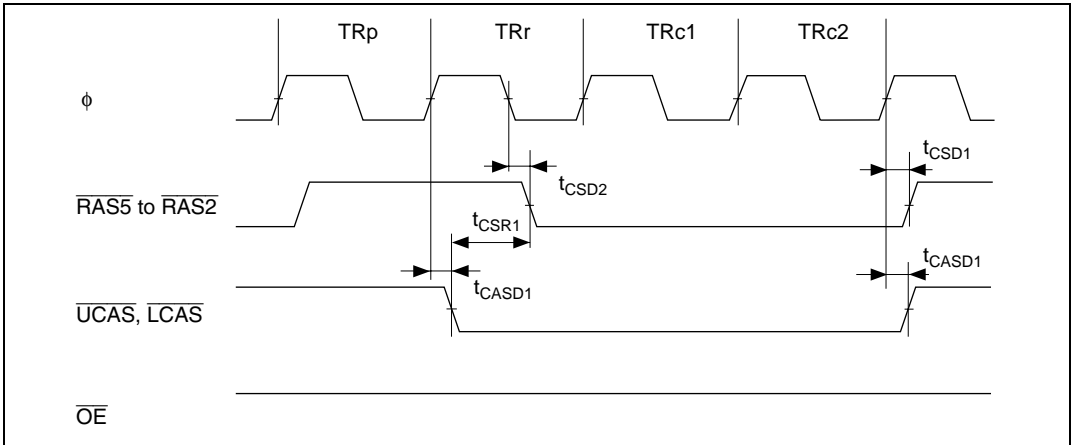 TRp TRr TRc1 TRc2
φ
tCSD1
tCSD2
RAS5 to RAS2
tCSR1
tCASD1
tCASD1
UCAS, LCAS
OE